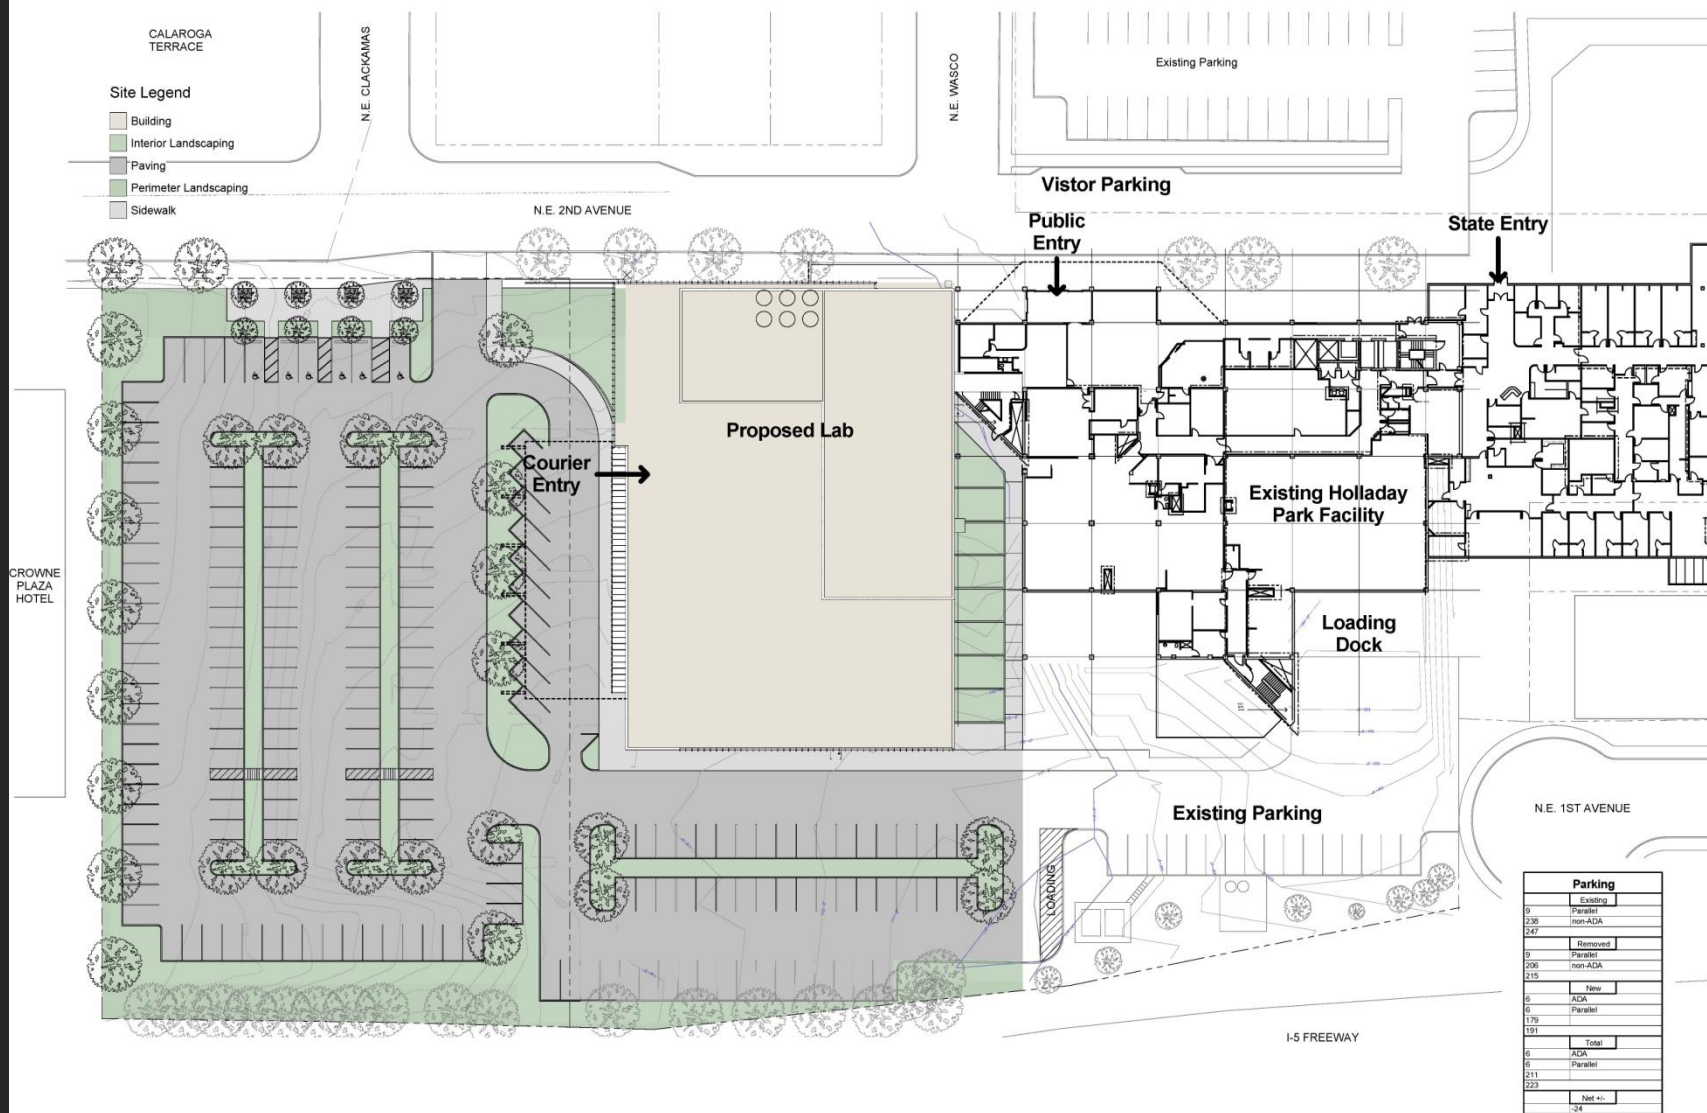 CALAROGA
TERRACE
N.E. CLACKAMAS
N.E. WASCO
Existing Parking
Site Legend
Building
Interior Landscaping
Paving
Perimeter Landscaping
Sidewalk
N.E. 2ND AVENUE
Vistor Parking
Public
Entry
State Entry
Proposed Lab
Courier
Entry
Existing Holladay
Park Facility
CROWNE
PLAZA
HOTEL
Loading
Dock
Existing Parking
N.E. 1ST AVENUE
LOADING
I-5 FREEWAY
Parking
Existing
9 Parallel
238 non-ADA
247
Removed
9 Parallel
206 non-ADA
215
New
6 ADA
6 Parallel
179
191
Total
6 ADA
6 Parallel
211
223
Net +/-
-24